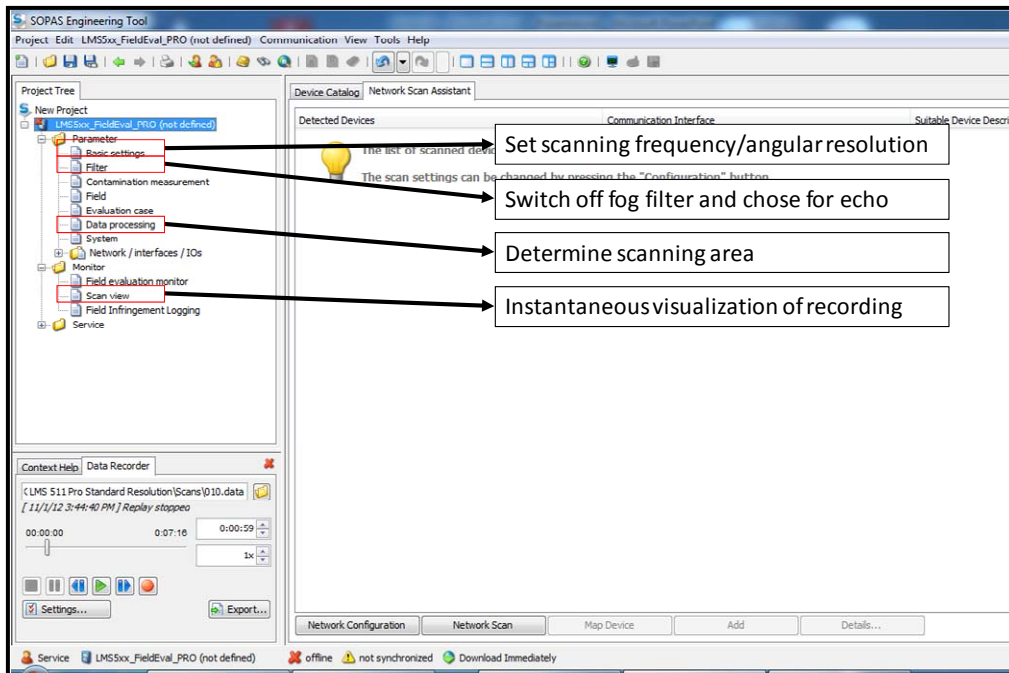 SOPAS Engineering Tool
Project Edit LMS5xx_FieldEval_PRO (not defined) Communication View Tools Help
Project Tree
New Project
LMS5xx_FieldEval_PRO (not defined)
Parameter
Basic settings
Filter
Contamination measurement
Field
Evaluation case
Data processing
System
Network / interfaces / IOs
Monitor
Field evaluation monitor
Scan view
Field Infringement Logging
Service
Device Catalog Network Scan Assistant
Detected Devices Communication Interface Suitable Device Descri
The list of scanned devic
The scan settings can be changed by pressing the "Configuration" button
Set scanning frequency/angular resolution
Switch off fog filter and chose for echo
Determine scanning area
Instantaneous visualization of recording
Context Help Data Recorder
LMS 511 Pro Standard Resolution\Scans\010.data
[ 11/1/12 3:44:40 PM ] Replay stopped
00:00:00 0:07:16 0:00:59
1x
Settings... Export...
Network Configuration Network Scan Map Device Add Details...
Service LMS5xx_FieldEval_PRO (not defined) offline not synchronized Download Immediately